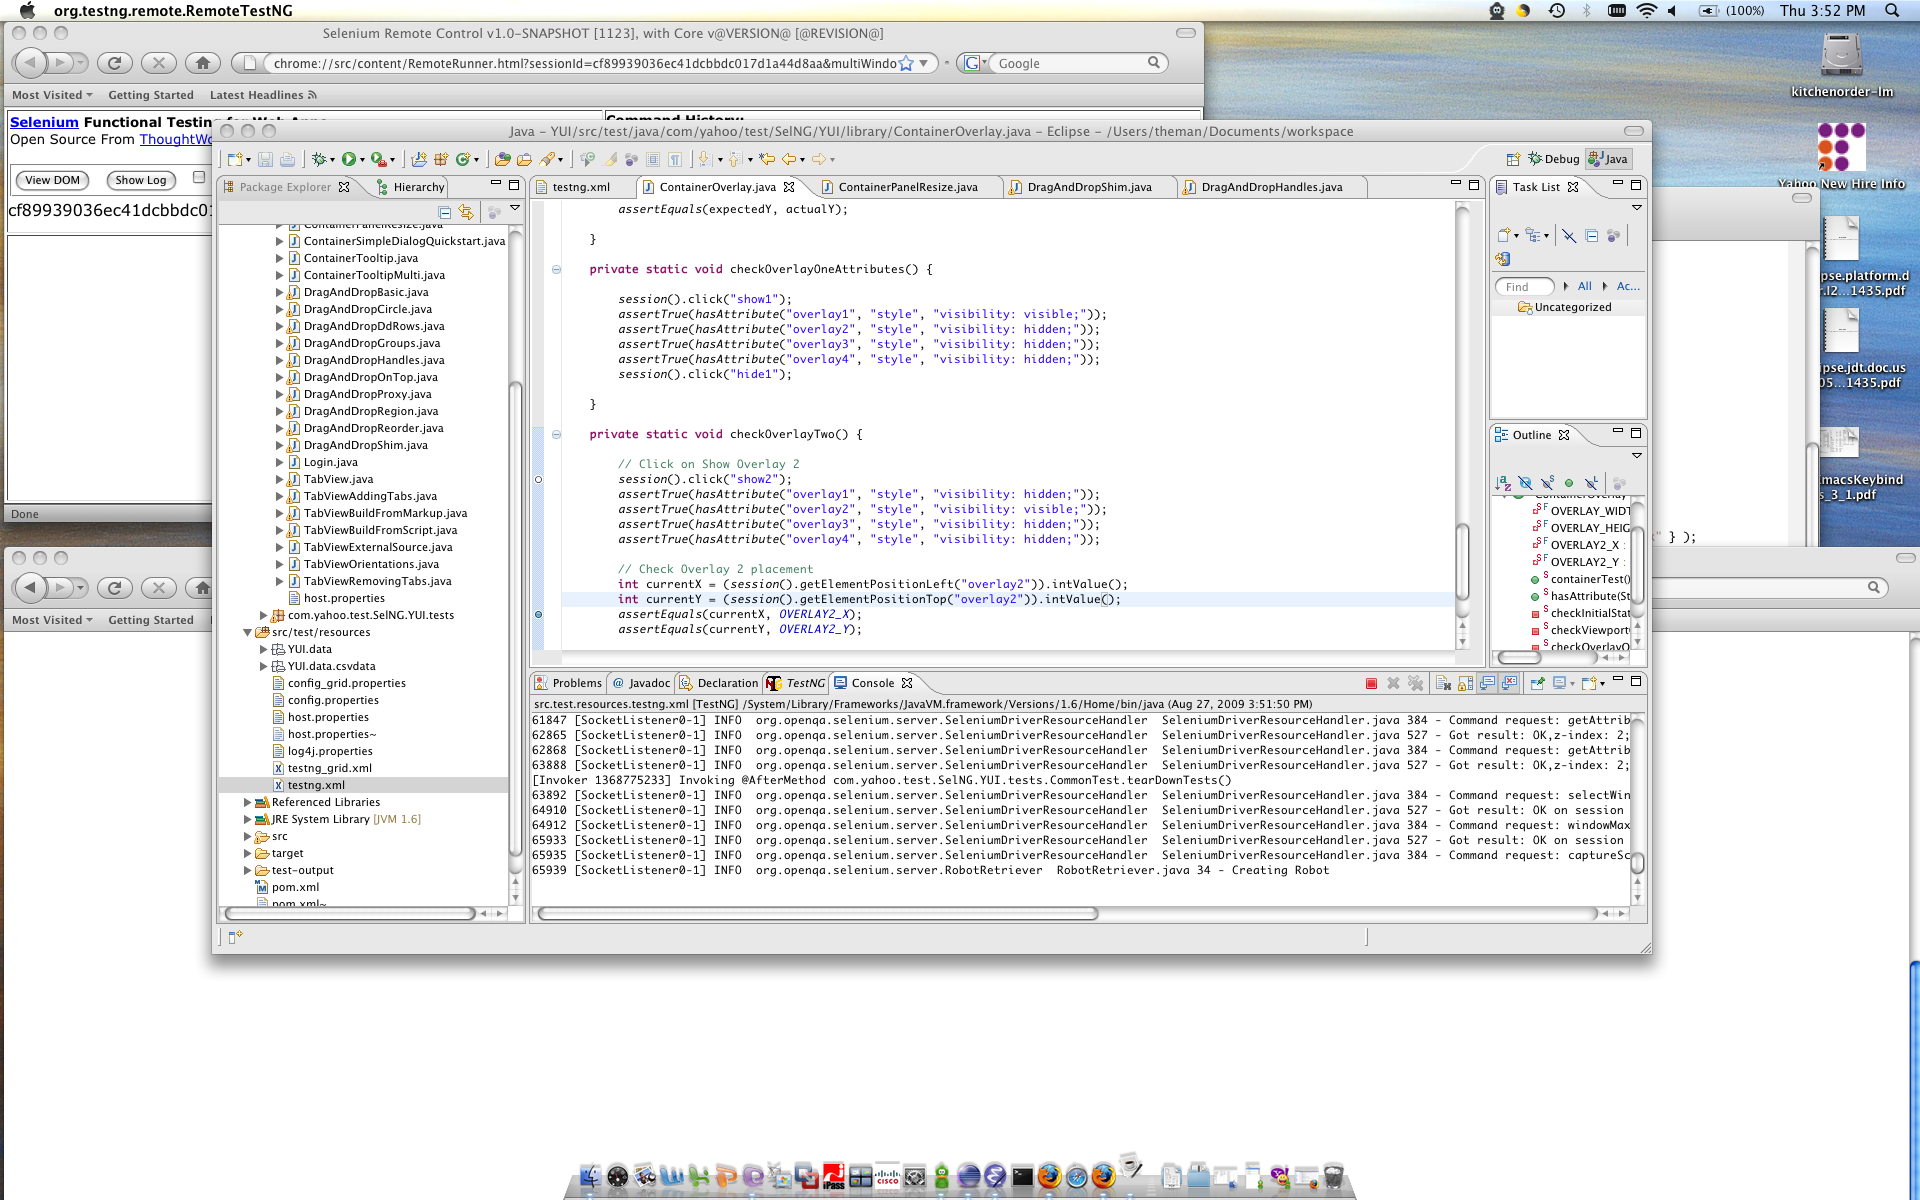 org.testng.remote.RemoteTestNG
(100%) Thu 3:52 PM
Selenium Remote Control v1.0-SNAPSHOT [1123], with Core v@VERSION@ [@REVISION@]
chrome://src/content/RemoteRunner.html?sessionId=cf89939036ec41dcbbdc017d1a44d8aa&multiWindo
Google
Most Visited Getting Started Latest Headlines
Selenium Functional Testing for Web Apps
Open Source From ThoughtWo
Command History:
View DOM Show Log
cf89939036ec41dcbbdc01
Done
Most Visited Getting Started
Java - YUI/src/test/java/com/yahoo/test/SelNG/YUI/library/ContainerOverlay.java - Eclipse - /Users/theman/Documents/workspace
Debug Java
Package Explorer Hierarchy
ContainerPanelResize.java
ContainerSimpleDialogQuickstart.java
ContainerTooltip.java
ContainerTooltipMulti.java
DragAndDropBasic.java
DragAndDropCircle.java
DragAndDropDdRows.java
DragAndDropGroups.java
DragAndDropHandles.java
DragAndDropOnTop.java
DragAndDropProxy.java
DragAndDropRegion.java
DragAndDropReorder.java
DragAndDropShim.java
Login.java
TabView.java
TabViewAddingTabs.java
TabViewBuildFromMarkup.java
TabViewBuildFromScript.java
TabViewExternalSource.java
TabViewOrientations.java
TabViewRemovingTabs.java
host.properties
com.yahoo.test.SelNG.YUI.tests
src/test/resources
YUI.data
YUI.data.csvdata
config_grid.properties
config.properties
host.properties
host.properties~
log4j.properties
testng_grid.xml
testng.xml
Referenced Libraries
JRE System Library [JVM 1.6]
src
target
test-output
pom.xml
pom.xml~
testng.xml ContainerOverlay.java ContainerPanelResize.java DragAndDropShim.java DragAndDropHandles.java
assertEquals(expectedY, actualY);
}
private static void checkOverlayOneAttributes() {
session().click("show1");
assertTrue(hasAttribute("overlay1", "style", "visibility: visible;"));
assertTrue(hasAttribute("overlay2", "style", "visibility: hidden;"));
assertTrue(hasAttribute("overlay3", "style", "visibility: hidden;"));
assertTrue(hasAttribute("overlay4", "style", "visibility: hidden;"));
session().click("hide1");
}
private static void checkOverlayTwo() {
// Click on Show Overlay 2
session().click("show2");
assertTrue(hasAttribute("overlay1", "style", "visibility: hidden;"));
assertTrue(hasAttribute("overlay2", "style", "visibility: visible;"));
assertTrue(hasAttribute("overlay3", "style", "visibility: hidden;"));
assertTrue(hasAttribute("overlay4", "style", "visibility: hidden;"));
// Check Overlay 2 placement
int currentX = (session().getElementPositionLeft("overlay2")).intValue();
int currentY = (session().getElementPositionTop("overlay2")).intValue();
assertEquals(currentX, OVERLAY2_X);
assertEquals(currentY, OVERLAY2_Y);
Problems Javadoc Declaration TestNG Console
src.test.resources.testng.xml [TestNG] /System/Library/Frameworks/JavaVM.framework/Versions/1.6/Home/bin/java (Aug 27, 2009 3:51:50 PM)
61847 [SocketListener0-1] INFO org.openqa.selenium.server.SeleniumDriverResourceHandler SeleniumDriverResourceHandler.java 384 - Command request: getAttrib
62865 [SocketListener0-1] INFO org.openqa.selenium.server.SeleniumDriverResourceHandler SeleniumDriverResourceHandler.java 527 - Got result: OK,z-index: 2;
62868 [SocketListener0-1] INFO org.openqa.selenium.server.SeleniumDriverResourceHandler SeleniumDriverResourceHandler.java 384 - Command request: getAttrib
63888 [SocketListener0-1] INFO org.openqa.selenium.server.SeleniumDriverResourceHandler SeleniumDriverResourceHandler.java 527 - Got result: OK,z-index: 2;
[Invoker 1368775233] Invoking @AfterMethod com.yahoo.test.SelNG.YUI.tests.CommonTest.tearDownTests()
63892 [SocketListener0-1] INFO org.openqa.selenium.server.SeleniumDriverResourceHandler SeleniumDriverResourceHandler.java 384 - Command request: selectWin
64910 [SocketListener0-1] INFO org.openqa.selenium.server.SeleniumDriverResourceHandler SeleniumDriverResourceHandler.java 527 - Got result: OK on session
64912 [SocketListener0-1] INFO org.openqa.selenium.server.SeleniumDriverResourceHandler SeleniumDriverResourceHandler.java 384 - Command request: windowMax
65933 [SocketListener0-1] INFO org.openqa.selenium.server.SeleniumDriverResourceHandler SeleniumDriverResourceHandler.java 527 - Got result: OK on session
65935 [SocketListener0-1] INFO org.openqa.selenium.server.SeleniumDriverResourceHandler SeleniumDriverResourceHandler.java 384 - Command request: captureSc
65939 [SocketListener0-1] INFO org.openqa.selenium.server.RobotRetriever RobotRetriever.java 34 - Creating Robot
Task List
Find All Ac...
Uncategorized
Outline
ContainerOverlay
OVERLAY_WIDT
OVERLAY_HEIG
OVERLAY2_X :
OVERLAY2_Y :
containerTest()
hasAttribute(St
checkInitialStat
checkViewport
checkOverlayO
" } );
kitchenorder-lm
Yahoo New Hire Info
pse.platform.d
r.l2...1435.pdf
ipse.jdt.doc.us
05...1435.pdf
macsKeybind
s_3_1.pdf
iPass
CISCO